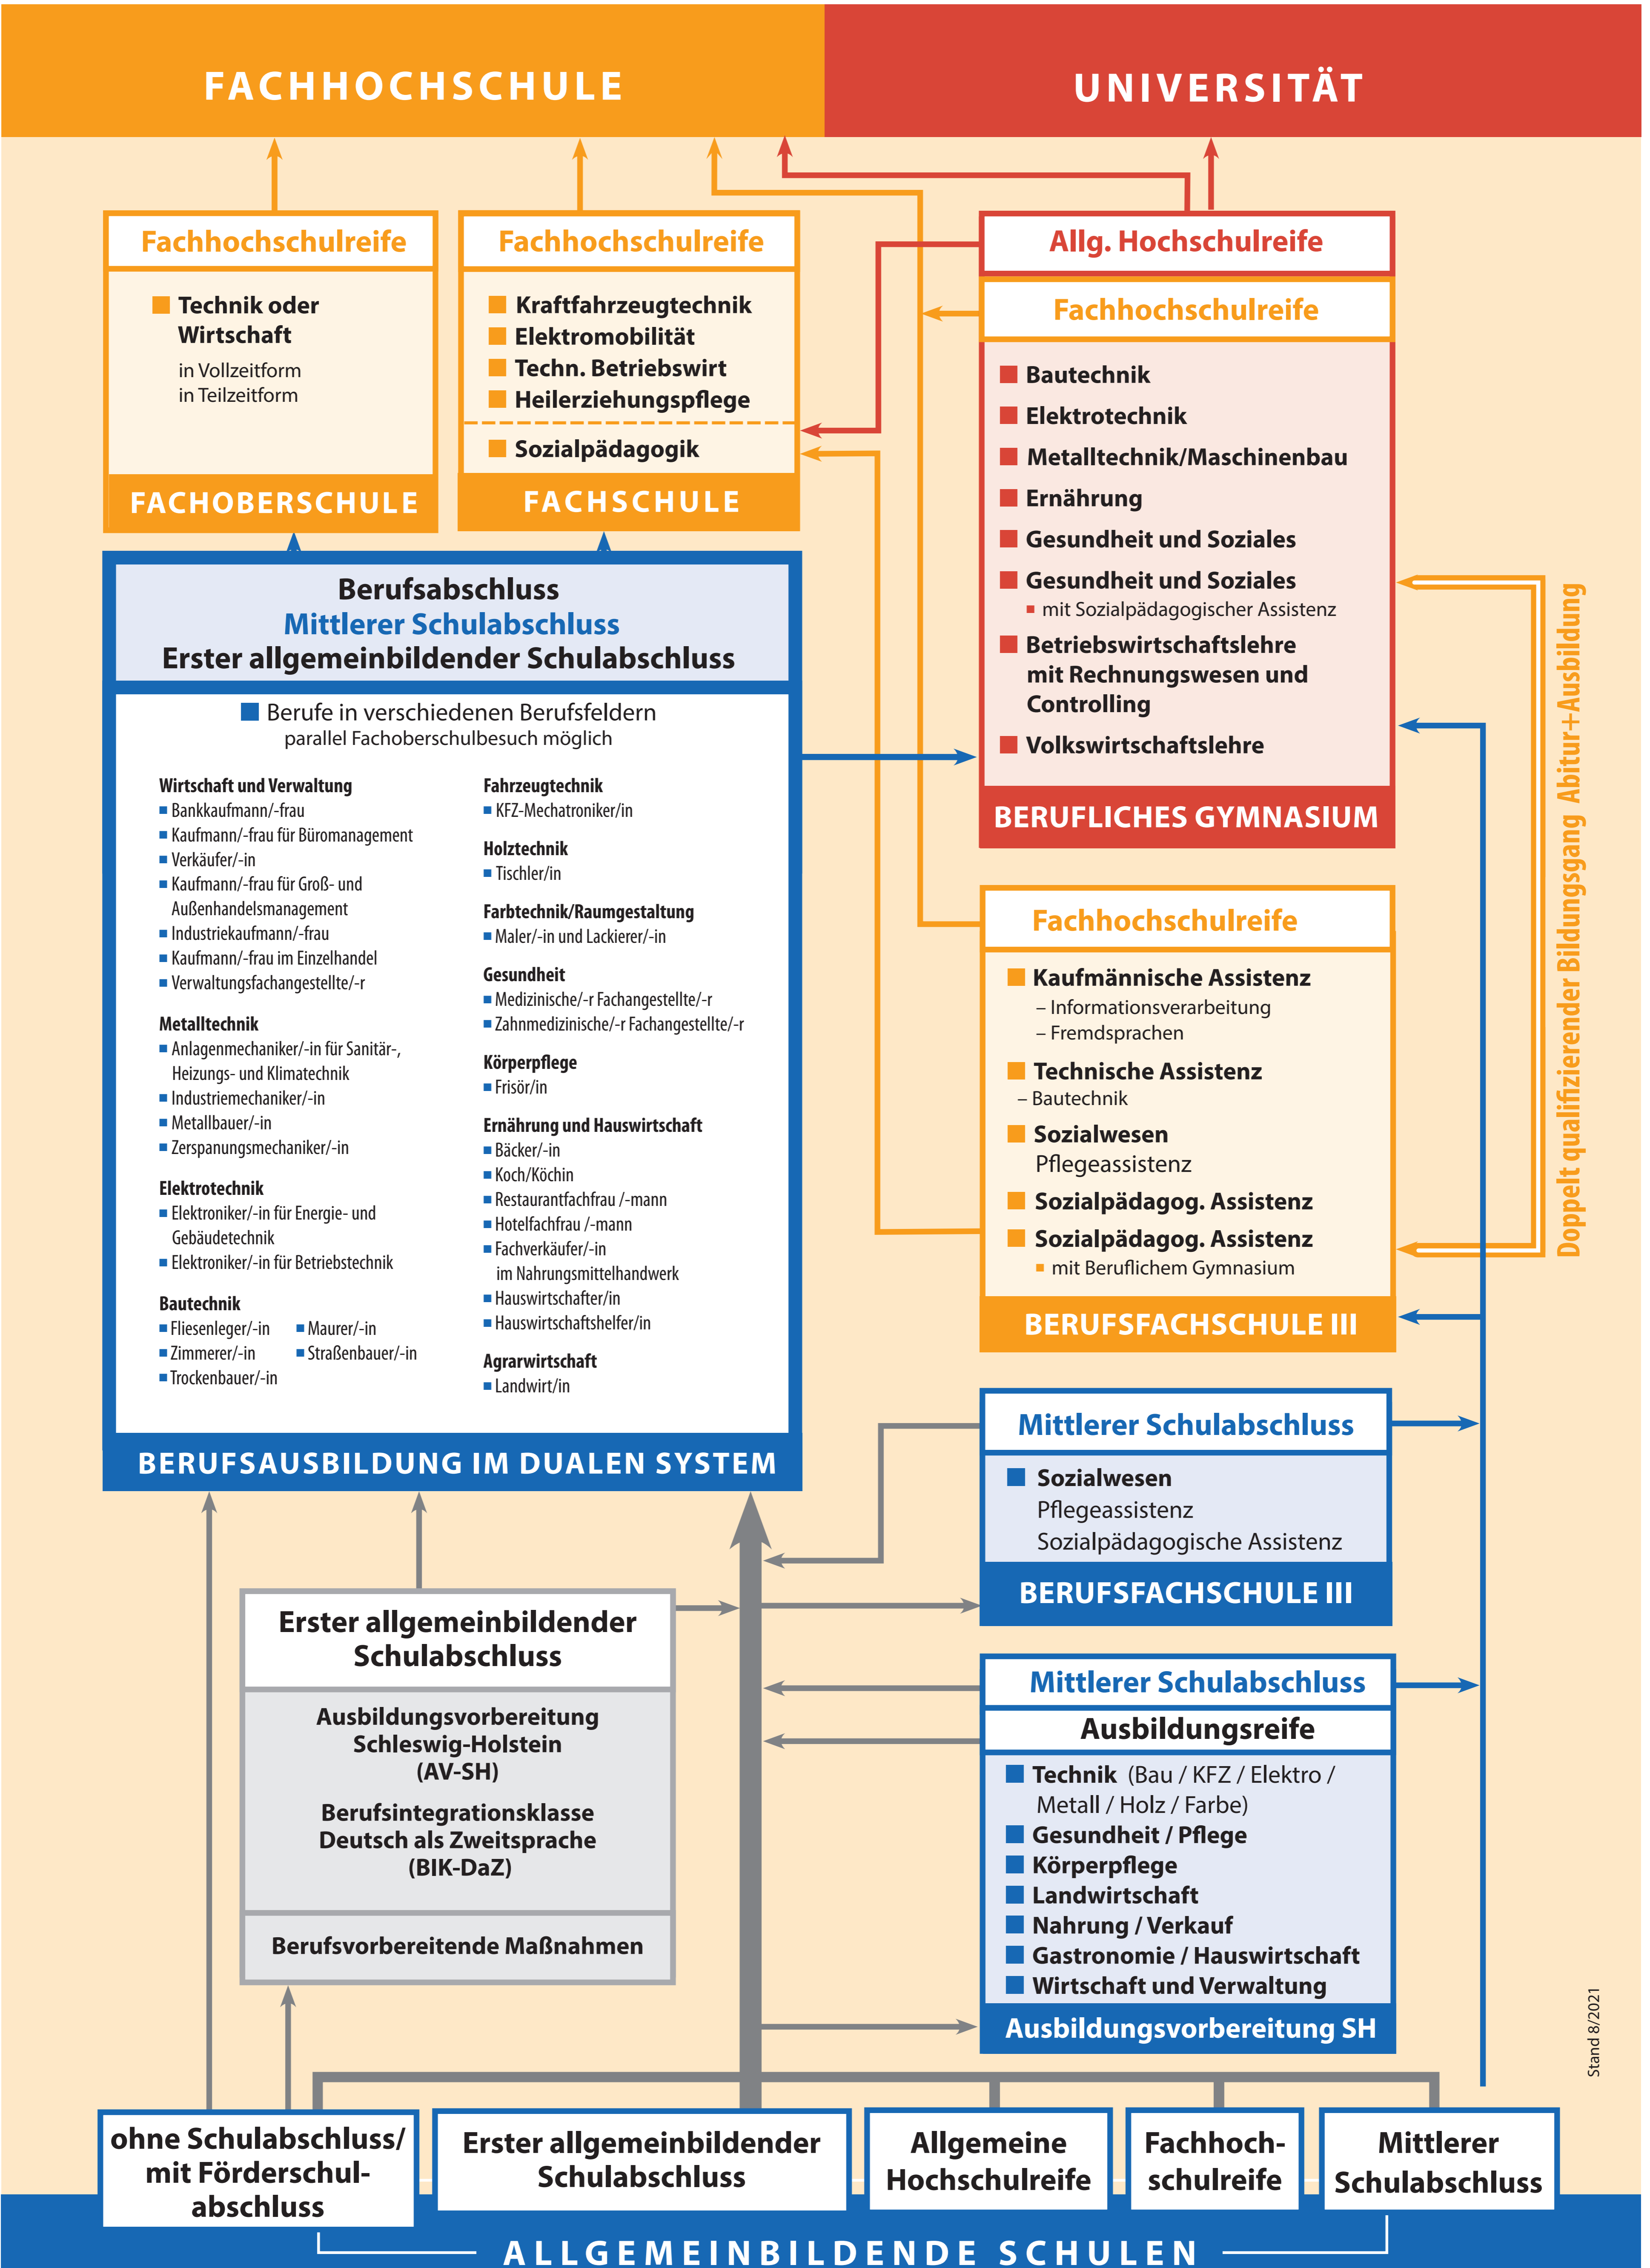 FACHHOCHSCHULE
UNIVERSITÄT
Fachhochschulreife
Technik oder
Wirtschaft
in Vollzeitform
in Teilzeitform
FACHOBERSCHULE
Fachhochschulreife
Kraftfahrzeugtechnik
Elektromobilität
Techn. Betriebswirt
Heilerziehungspflege
Sozialpädagogik
FACHSCHULE
Allg. Hochschulreife
Fachhochschulreife
Bautechnik
Elektrotechnik
Metalltechnik/Maschinenbau
Ernährung
Gesundheit und Soziales
Gesundheit und Soziales
mit Sozialpädagogischer Assistenz
Betriebswirtschaftslehre
mit Rechnungswesen und
Controlling
Volkswirtschaftslehre
BERUFLICHES GYMNASIUM
Doppelt qualifizierender Bildungsgang Abitur+Ausbildung
Berufsabschluss
Mittlerer Schulabschluss
Erster allgemeinbildender Schulabschluss
Berufe in verschiedenen Berufsfeldern
parallel Fachoberschulbesuch möglich
Wirtschaft und Verwaltung
Bankkaufmann/-frau
Kaufmann/-frau für Büromanagement
Verkäufer/-in
Kaufmann/-frau für Groß- und
Außenhandelsmanagement
Industriekaufmann/-frau
Kaufmann/-frau im Einzelhandel
Verwaltungsfachangestellte/-r
Metalltechnik
Anlagenmechaniker/-in für Sanitär-,
Heizungs- und Klimatechnik
Industriemechaniker/-in
Metallbauer/-in
Zerspanungsmechaniker/-in
Elektrotechnik
Elektroniker/-in für Energie- und
Gebäudetechnik
Elektroniker/-in für Betriebstechnik
Bautechnik
Fliesenleger/-in
Maurer/-in
Zimmerer/-in
Straßenbauer/-in
Trockenbauer/-in
Fahrzeugtechnik
KFZ-Mechatroniker/in
Holztechnik
Tischler/in
Farbtechnik/Raumgestaltung
Maler/-in und Lackierer/-in
Gesundheit
Medizinische/-r Fachangestellte/-r
Zahnmedizinische/-r Fachangestellte/-r
Körperpflege
Frisör/in
Ernährung und Hauswirtschaft
Bäcker/-in
Koch/Köchin
Restaurantfachfrau /-mann
Hotelfachfrau /-mann
Fachverkäufer/-in
im Nahrungsmittelhandwerk
Hauswirtschafter/in
Hauswirtschaftshelfer/in
Agrarwirtschaft
Landwirt/in
BERUFSAUSBILDUNG IM DUALEN SYSTEM
Fachhochschulreife
Kaufmännische Assistenz
– Informationsverarbeitung
– Fremdsprachen
Technische Assistenz
– Bautechnik
Sozialwesen
Pflegeassistenz
Sozialpädagog. Assistenz
Sozialpädagog. Assistenz
mit Beruflichem Gymnasium
BERUFSFACHSCHULE III
Mittlerer Schulabschluss
Sozialwesen
Pflegeassistenz
Sozialpädagogische Assistenz
BERUFSFACHSCHULE III
Erster allgemeinbildender
Schulabschluss
Ausbildungsvorbereitung
Schleswig-Holstein
(AV-SH)
Berufsintegrationsklasse
Deutsch als Zweitsprache
(BIK-DaZ)
Berufsvorbereitende Maßnahmen
Mittlerer Schulabschluss
Ausbildungsreife
Technik (Bau / KFZ / Elektro /
Metall / Holz / Farbe)
Gesundheit / Pflege
Körperpflege
Landwirtschaft
Nahrung / Verkauf
Gastronomie / Hauswirtschaft
Wirtschaft und Verwaltung
Ausbildungsvorbereitung SH
Stand 8/2021
ohne Schulabschluss/
mit Förderschul-
abschluss
Erster allgemeinbildender
Schulabschluss
Allgemeine
Hochschulreife
Fachhoch-
schulreife
Mittlerer
Schulabschluss
ALLGEMEINBILDENDE SCHULEN